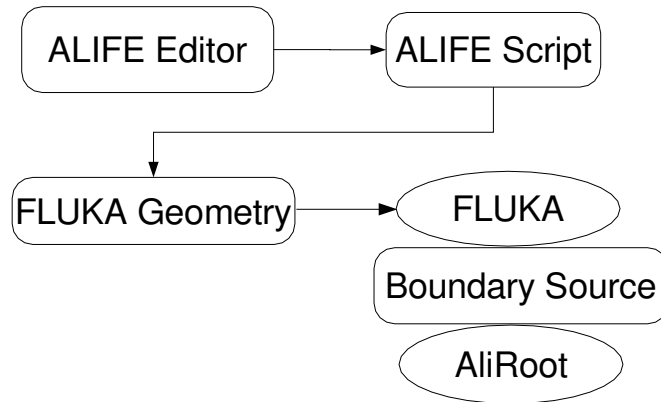 ALIFE Editor
ALIFE Script
FLUKA Geometry
FLUKA
Boundary Source
AliRoot